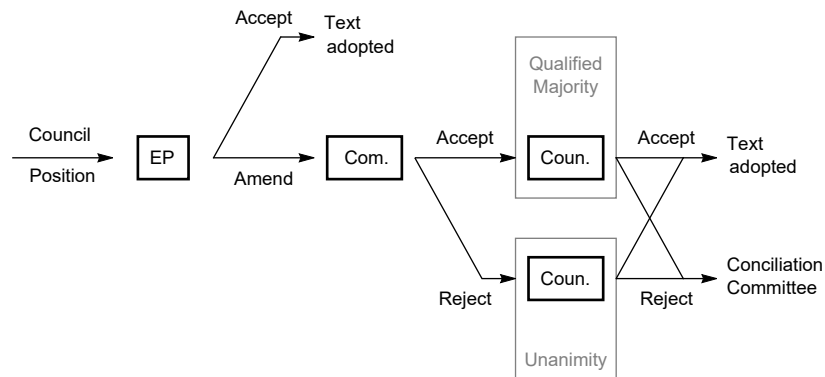 Accept
Text
adopted
Qualified
Majority
Council
Position
EP
Amend
Com.
Accept
Coun.
Accept
Text
adopted
Reject
Coun.
Reject
Conciliation
Committee
Unanimity